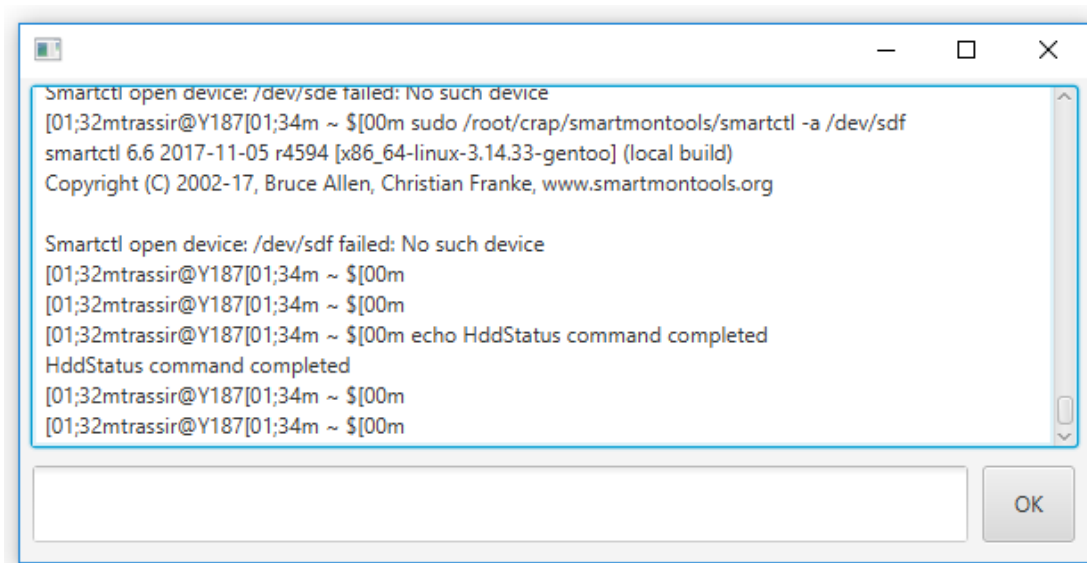 Smartctl open device: /dev/sde failed: No such device
[01;32mtrassir@Y187[01;34m ~ $[00m sudo /root/crap/smartmontools/smartctl -a /dev/sdf
smartctl 6.6 2017-11-05 r4594 [x86_64-linux-3.14.33-gentoo] (local build)
Copyright (C) 2002-17, Bruce Allen, Christian Franke, www.smartmontools.org
Smartctl open device: /dev/sdf failed: No such device
[01;32mtrassir@Y187[01;34m ~ $[00m
[01;32mtrassir@Y187[01;34m ~ $[00m
[01;32mtrassir@Y187[01;34m ~ $[00m echo HddStatus command completed
HddStatus command completed
[01;32mtrassir@Y187[01;34m ~ $[00m
[01;32mtrassir@Y187[01;34m ~ $[00m
OK